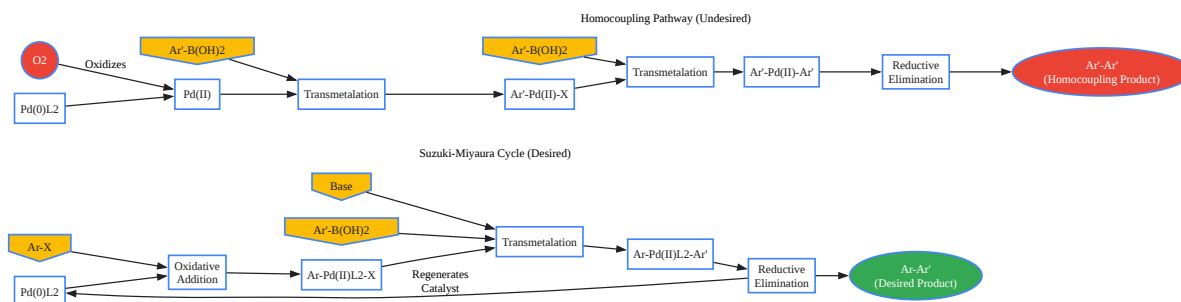 Homocoupling Pathway (Undesired)
O2
Oxidizes
Pd(0)L2
Ar'-B(OH)2
Pd(II)
Transmetalation
Ar'-B(OH)2
Ar'-Pd(II)-X
Transmetalation
Ar'-Pd(II)-Ar'
Reductive
Elimination
Ar'-Ar'
(Homocoupling Product)
Suzuki-Miyaura Cycle (Desired)
Base
Ar'-B(OH)2
Ar-X
Pd(0)L2
Oxidative
Addition
Ar-Pd(II)L2-X
Transmetalation
Ar-Pd(II)L2-Ar'
Regenerates
Catalyst
Reductive
Elimination
Ar-Ar'
(Desired Product)